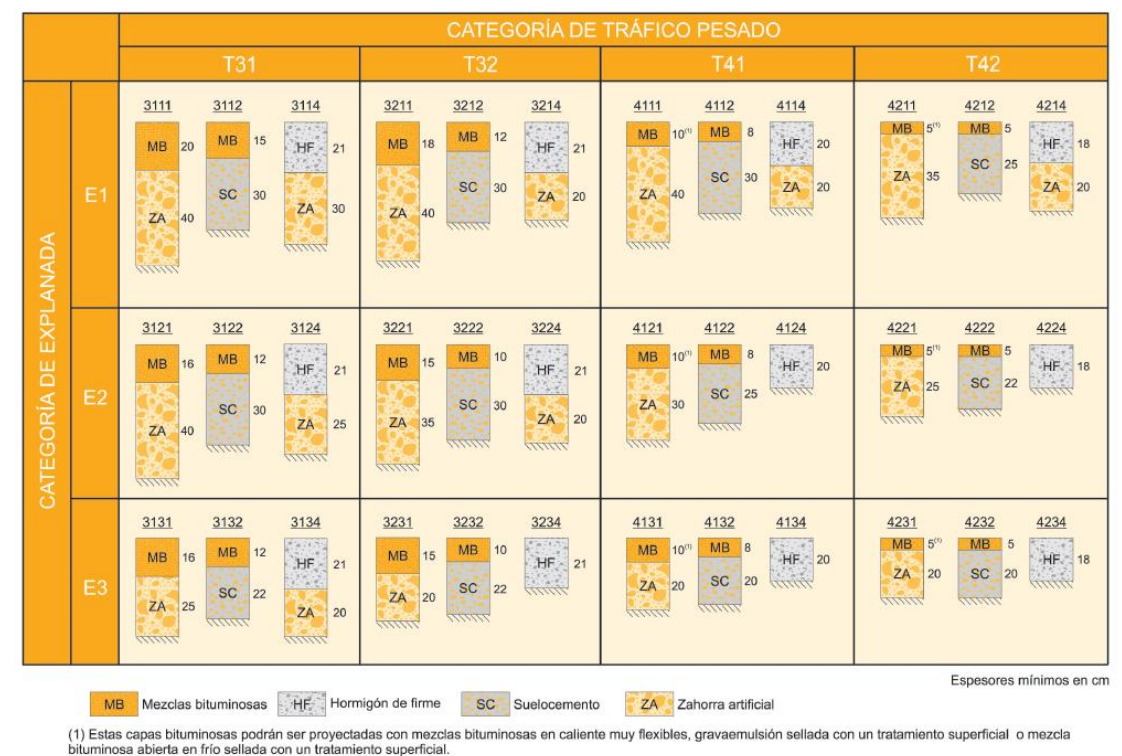 CATEGORÍA DE TRÁFICO PESADO
T31 T32 T41 T42
CATEGORÍA DE EXPLANADA
E1
3111 3112 3114 3211 3212 3214 4111 4112 4114 4211 4212 4214
MB 20 MB 15 HF 21 MB 18 MB 12 HF 21 MB 10(1) MB 8 HF 20 MB 5(1) MB 5 HF 18
ZA 40 SC 30 ZA 30 ZA 40 SC 30 ZA 20 ZA 40 SC 30 ZA 20 ZA 35 SC 25 ZA 20
E2
3121 3122 3124 3221 3222 3224 4121 4122 4124 4221 4222 4224
MB 16 MB 12 HF 21 MB 15 MB 10 HF 21 MB 10(1) MB 8 HF 20 MB 5(1) MB 5 HF 18
ZA 40 SC 30 ZA 25 ZA 35 SC 30 ZA 20 ZA 30 SC 25 ZA 25 SC 22
E3
3131 3132 3134 3231 3232 3234 4131 4132 4134 4231 4232 4234
MB 16 MB 12 HF 21 MB 15 MB 10 HF 21 MB 10(1) MB 8 HF 20 MB 5(1) MB 5 HF 18
ZA 25 SC 22 ZA 20 ZA 20 SC 22 ZA 20 SC 20 ZA 20 SC 20
Espesores mínimos en cm
MB Mezclas bituminosas HF Hormigón de firme SC Suelocemento ZA Zahorra artificial
(1) Estas capas bituminosas podrán ser proyectadas con mezclas bituminosas en caliente muy flexibles, gravaemulsión sellada con un tratamiento superficial o mezcla
bituminosa abierta en frío sellada con un tratamiento superficial.